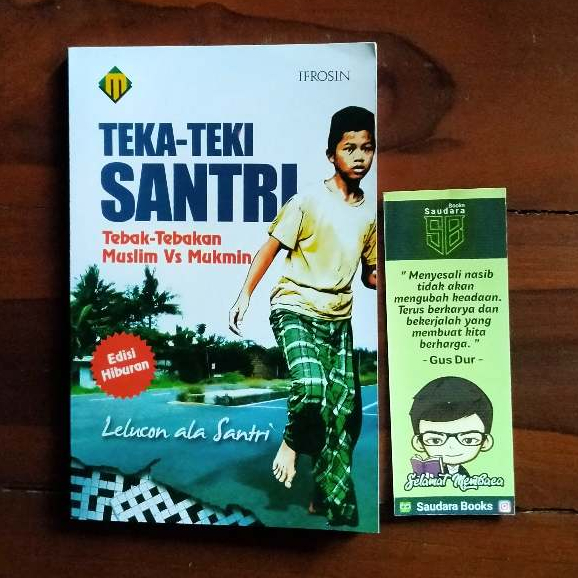 M
IFROSIN
TEKA-TEKI
SANTRI
Tebak-Tebakan
Muslim Vs Mukmin
Edisi
Hiburan
Lelucon ala Santri
Books
Saudara
SB
" Menyesali nasib
tidak akan
mengubah keadaan.
Terus berkarya dan
bekerjalah yang
membuat kita
berharga. "
- Gus Dur -
Selamat Membaca
Saudara Books